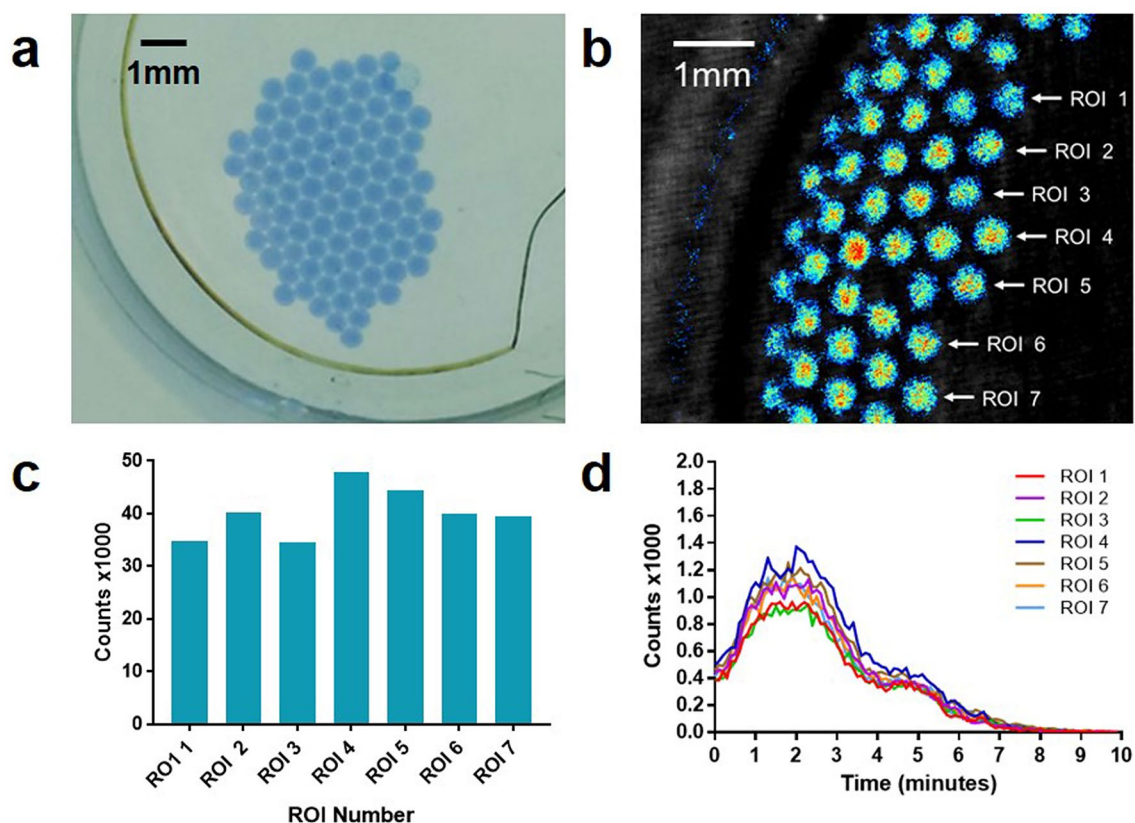 a
1mm
b
1mm
ROI 1
ROI 2
ROI 3
ROI 4
ROI 5
ROI 6
ROI 7
c
50
40
30
20
10
0
Counts x1000
RO1 1
ROI 2
ROI 3
ROI 4
ROI 5
ROI 6
ROI 7
ROI Number
d
2.0
1.8
1.6
1.4
1.2
1.0
0.8
0.6
0.4
0.2
0.0
Counts x1000
0 1 2 3 4 5 6 7 8 9 10
Time (minutes)
ROI 1
ROI 2
ROI 3
ROI 4
ROI 5
ROI 6
ROI 7